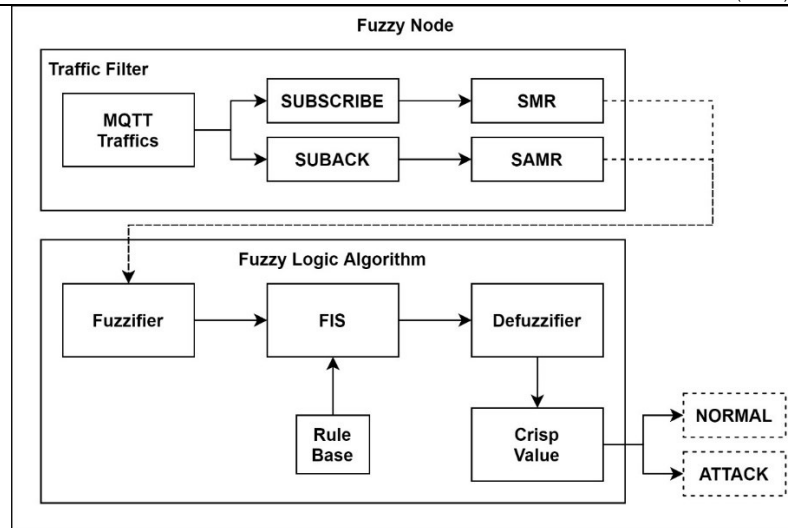 Fuzzy Node
Traffic Filter
MQTT
Traffics
SUBSCRIBE
SMR
SUBACK
SAMR
Fuzzy Logic Algorithm
Fuzzifier
FIS
Defuzzifier
Rule
Base
Crisp
Value
NORMAL
ATTACK